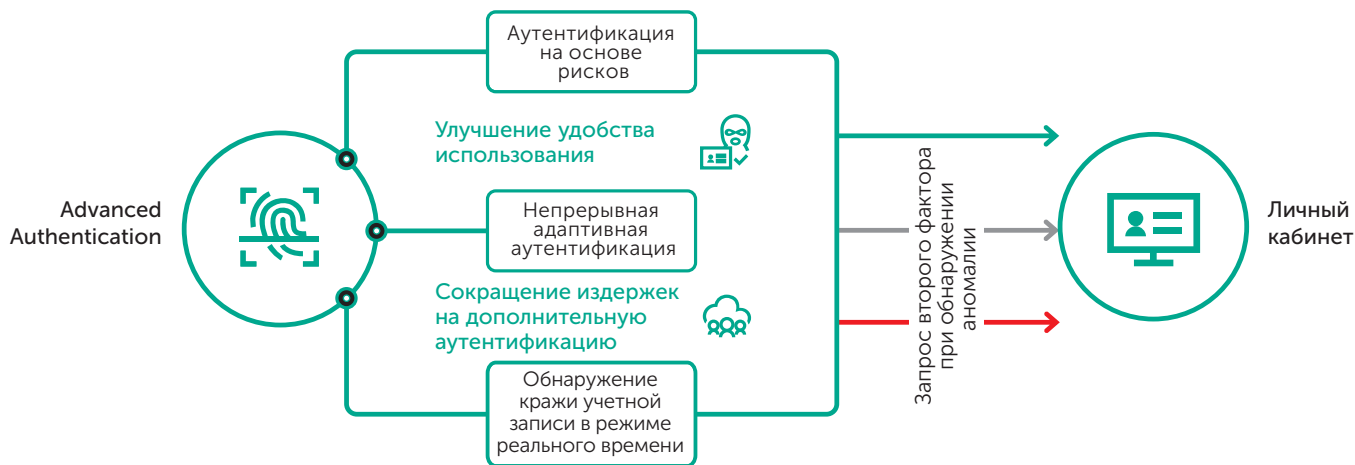 Advanced
Authentication
Аутентификация
на основе
рисков
Улучшение удобства
использования
Непрерывная
адаптивная
аутентификация
Сокращение издержек
на дополнительную
аутентификацию
Обнаружение
кражи учетной
записи в режиме
реального времени
Запрос второго фактора
при обнаружении
аномалии
Личный
кабинет